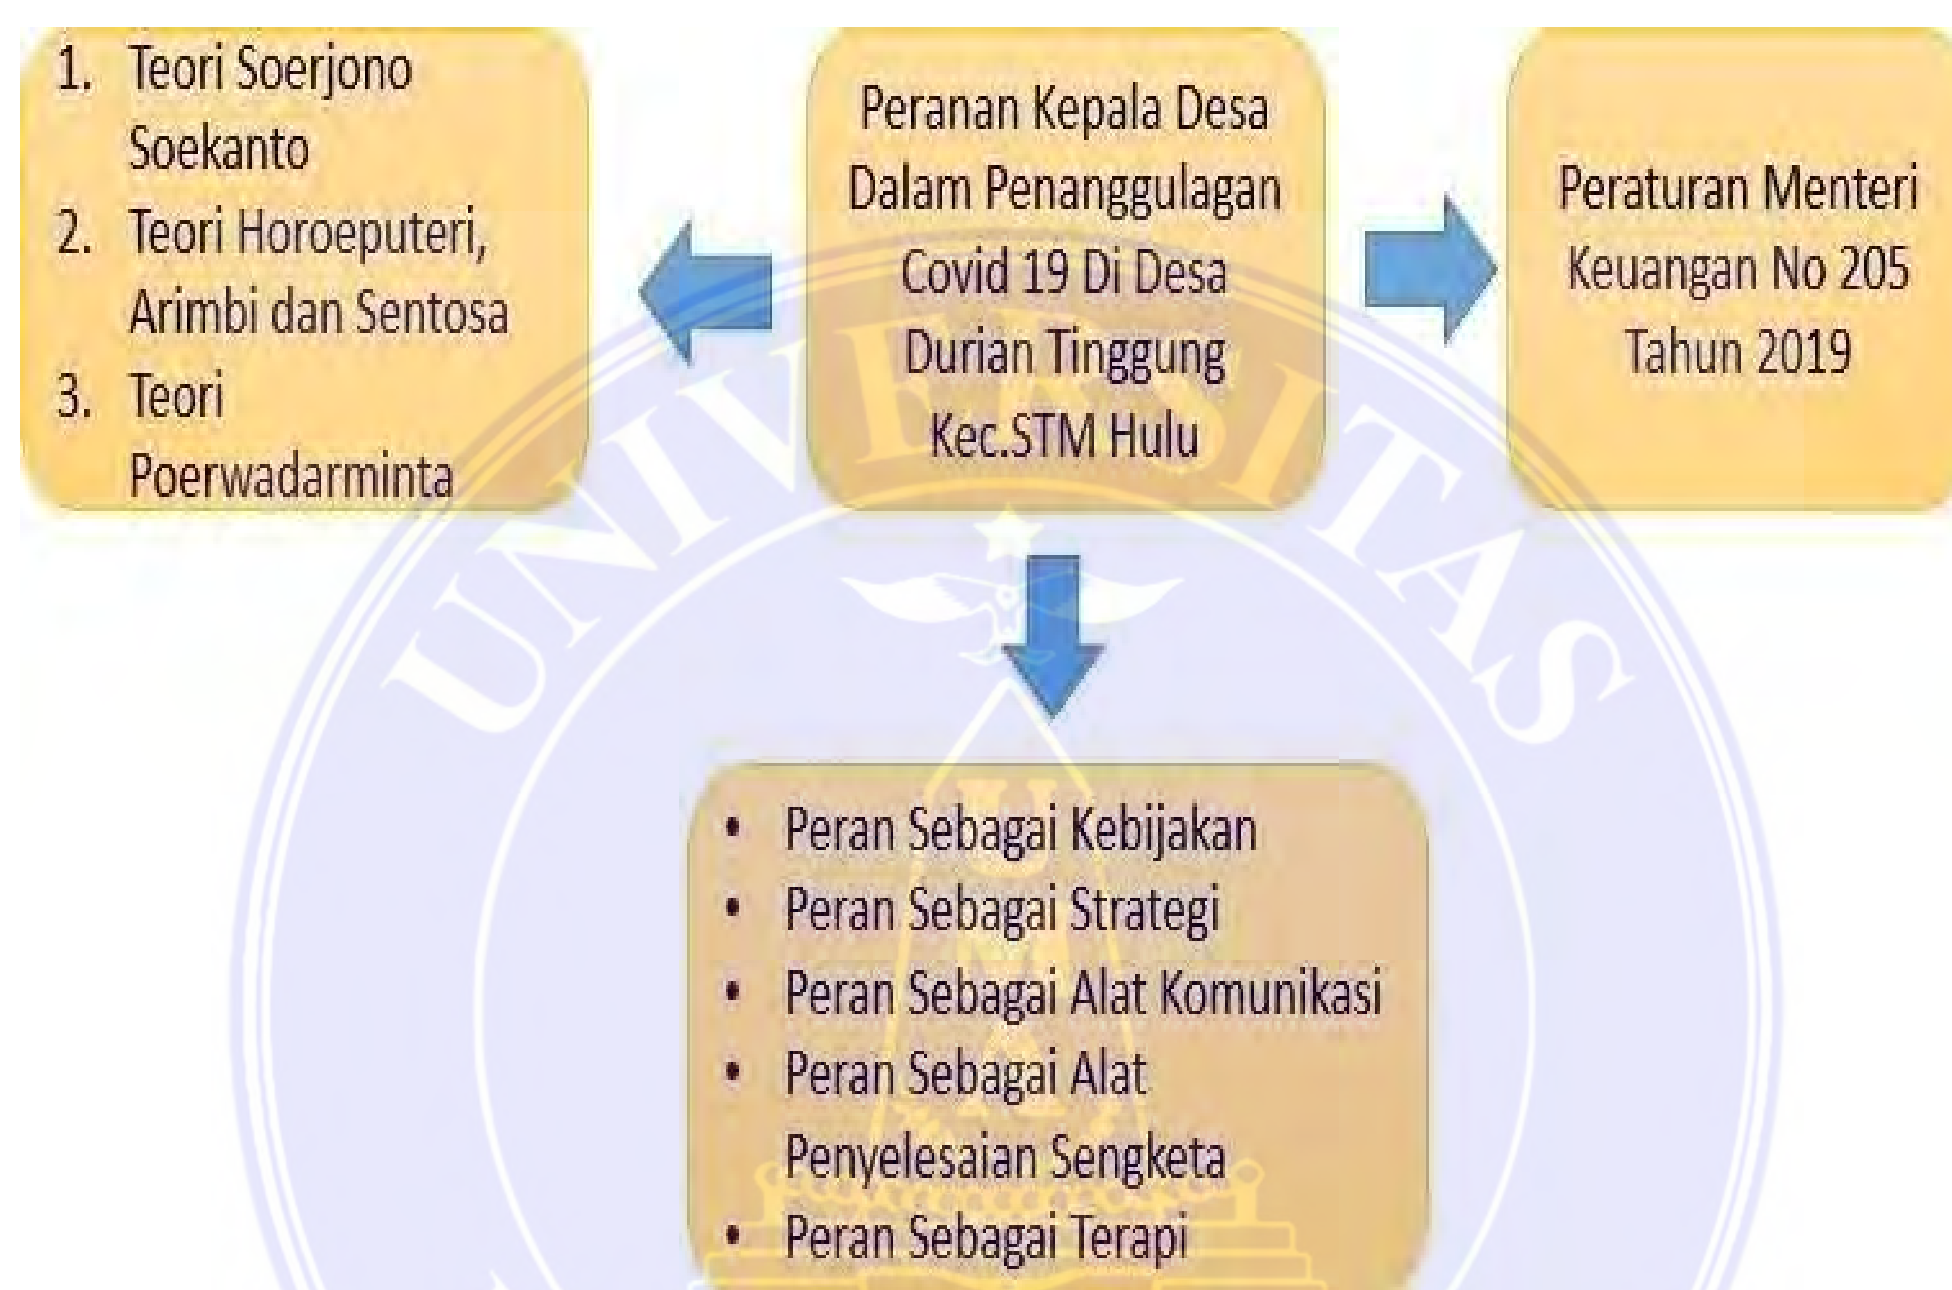 1. Teori Soerjono
Soekanto
2. Teori Horoeputeri,
Arimbi dan Sentosa
3. Teori
Poerwadarminta
Peranan Kepala Desa
Dalam Penanggulagan
Covid 19 Di Desa
Durian Tinggung
Kec.STM Hulu
Peraturan Menteri
Keuangan No 205
Tahun 2019
• Peran Sebagai Kebijakan
• Peran Sebagai Strategi
• Peran Sebagai Alat Komunikasi
• Peran Sebagai Alat
Penyelesaian Sengketa
• Peran Sebagai Terapi
UNIVERSITAS
U
M
A